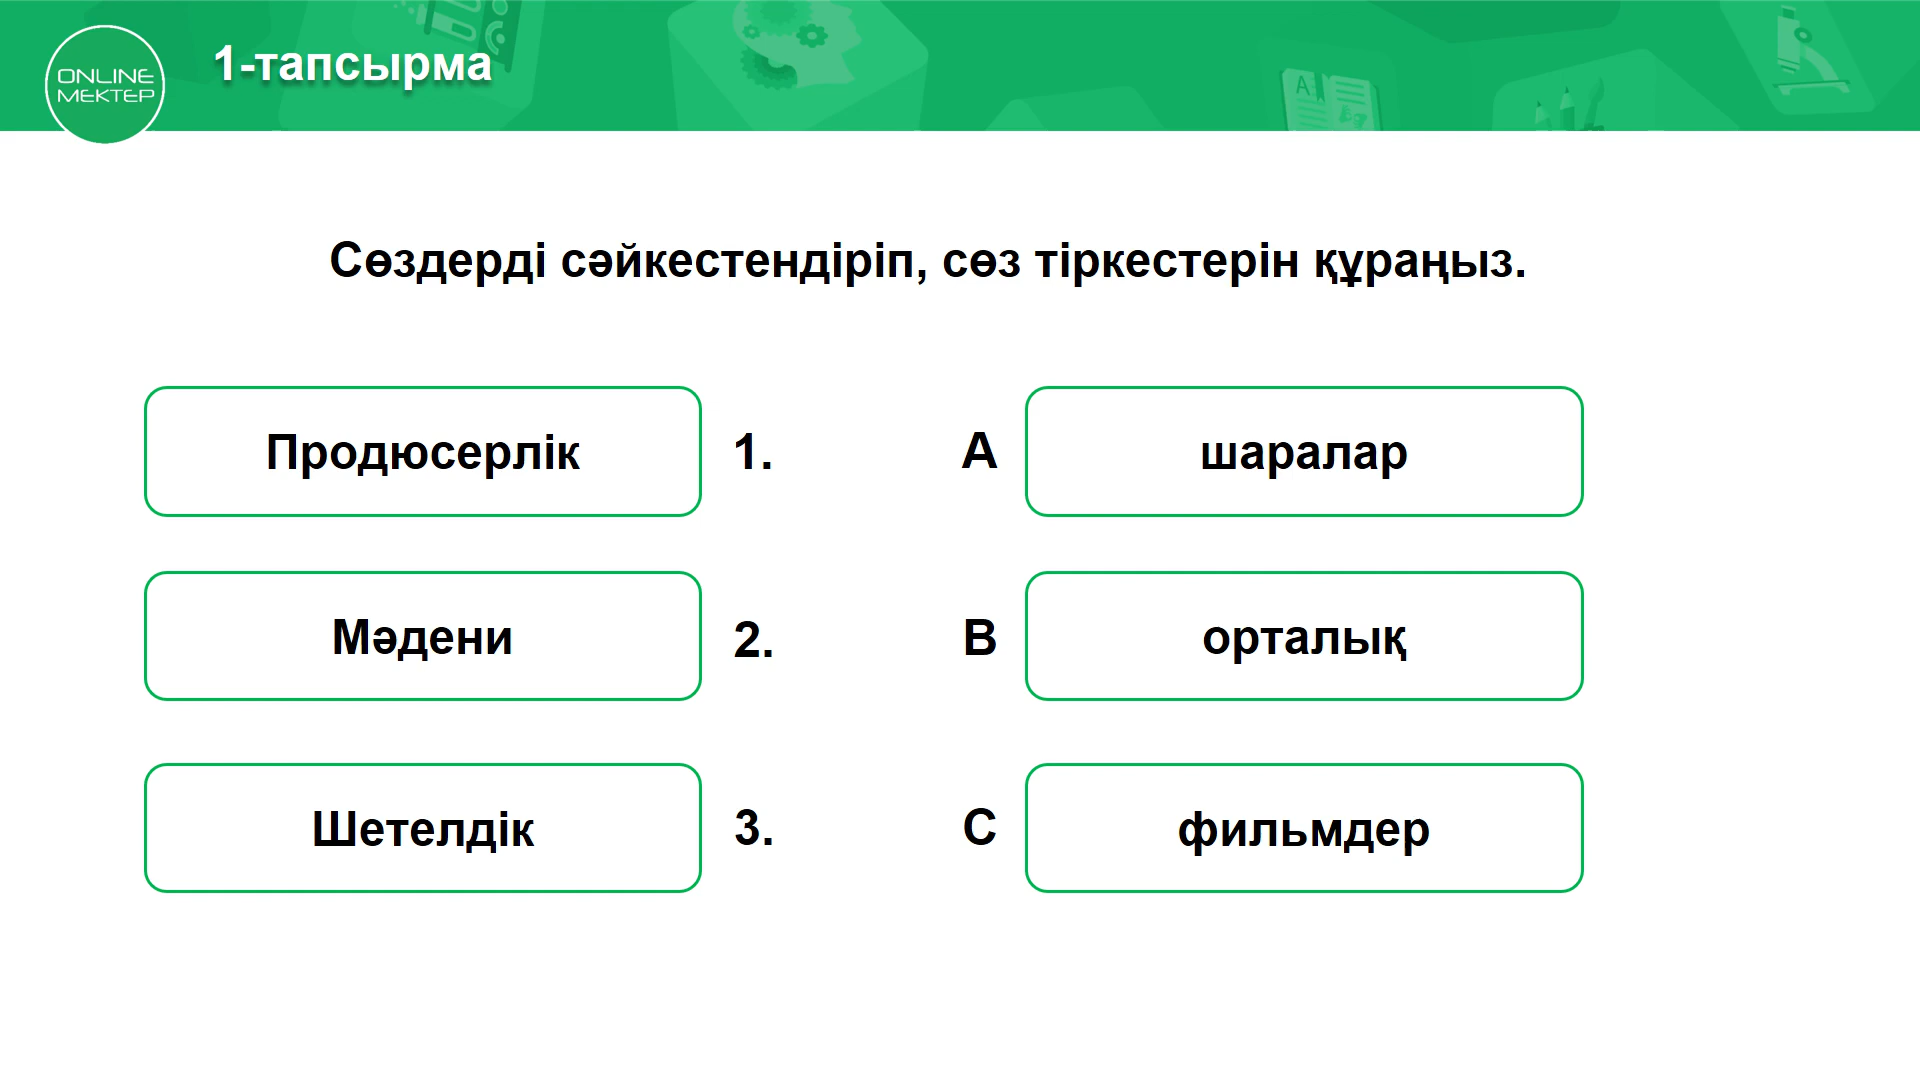 1-тапсырма
ONLINE
MEKTEP
Сөздерді сәйкестендіріп, сөз тіркестерін құраңыз.
Продюсерлік 1. A шаралар
Мәдени 2. B орталық
Шетелдік 3. C фильмдер